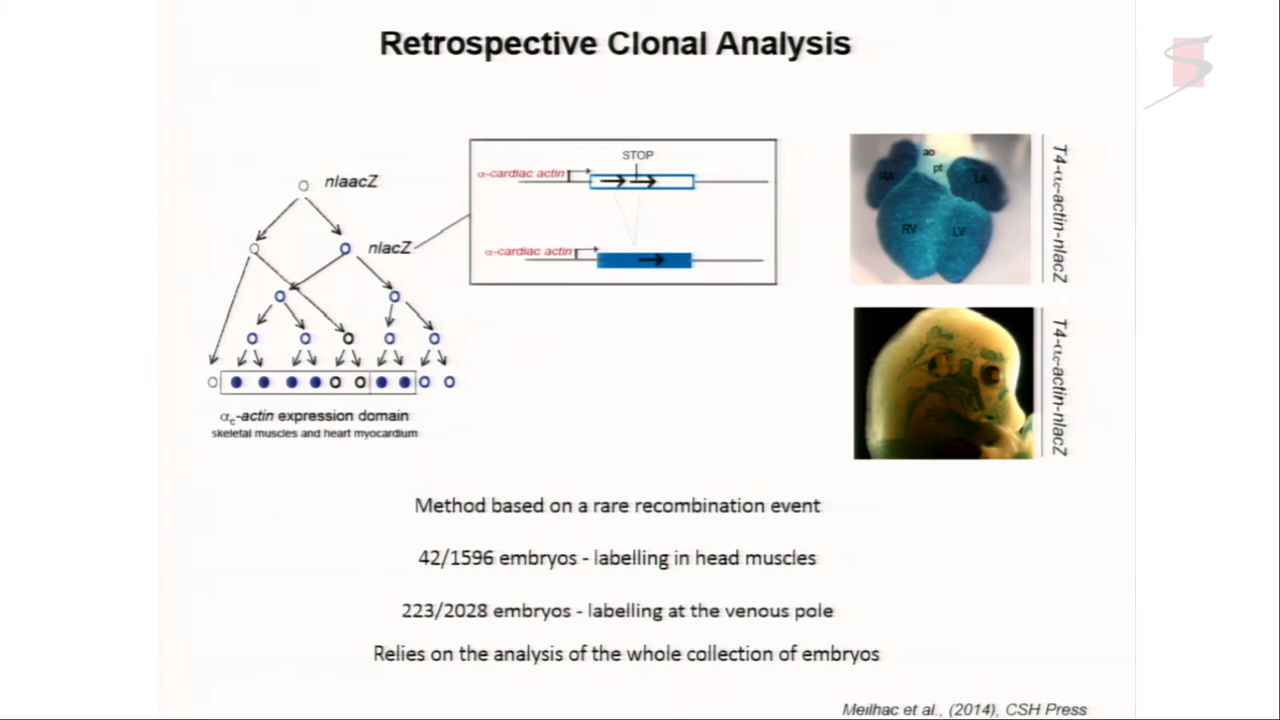 Retrospective Clonal Analysis
nlaacZ
nlacZ
STOP
α-cardiac actin
α-cardiac actin
αc-actin expression domain
skeletal muscles and heart myocardium
ao
pt
RA
LA
RV
LV
T4-αc-actin-nlacZ
T4-αc-actin-nlacZ
Method based on a rare recombination event
42/1596 embryos - labelling in head muscles
223/2028 embryos - labelling at the venous pole
Relies on the analysis of the whole collection of embryos
Meilhac et al., (2014), CSH Press